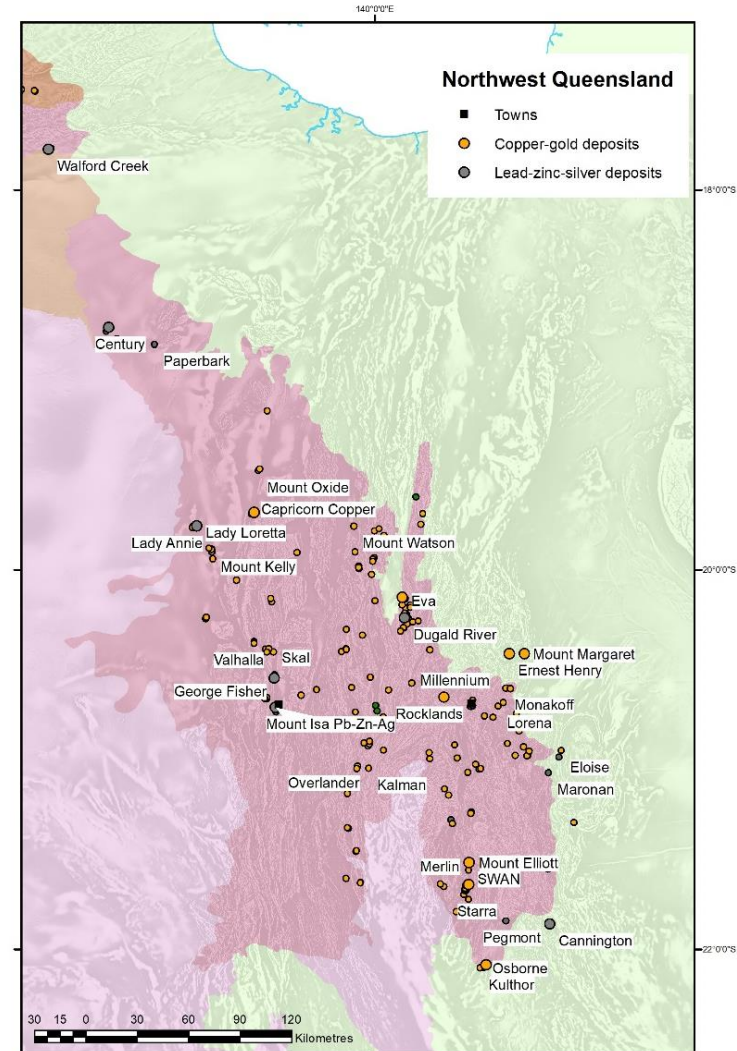 140°0'0"E
Northwest Queensland
Towns
Copper-gold deposits
Lead-zinc-silver deposits
Walford Creek
18°0'0"S
Century
Paperbark
Mount Oxide
Capricorn Copper
Lady Loretta
Lady Annie
Mount Watson
Mount Kelly
20°0'0"S
Eva
Dugald River
Mount Margaret
Valhalla
Skal
Ernest Henry
Millennium
George Fisher
Monakoff
Rocklands
Mount Isa Pb-Zn-Ag
Lorena
Eloise
Overlander
Kalman
Maronan
Merlin
Mount Elliott
SWAN
Starra
Pegmont
Cannington
22°0'0"S
Osborne
Kulthor
30 15 0 30 60 90 120
Kilometres